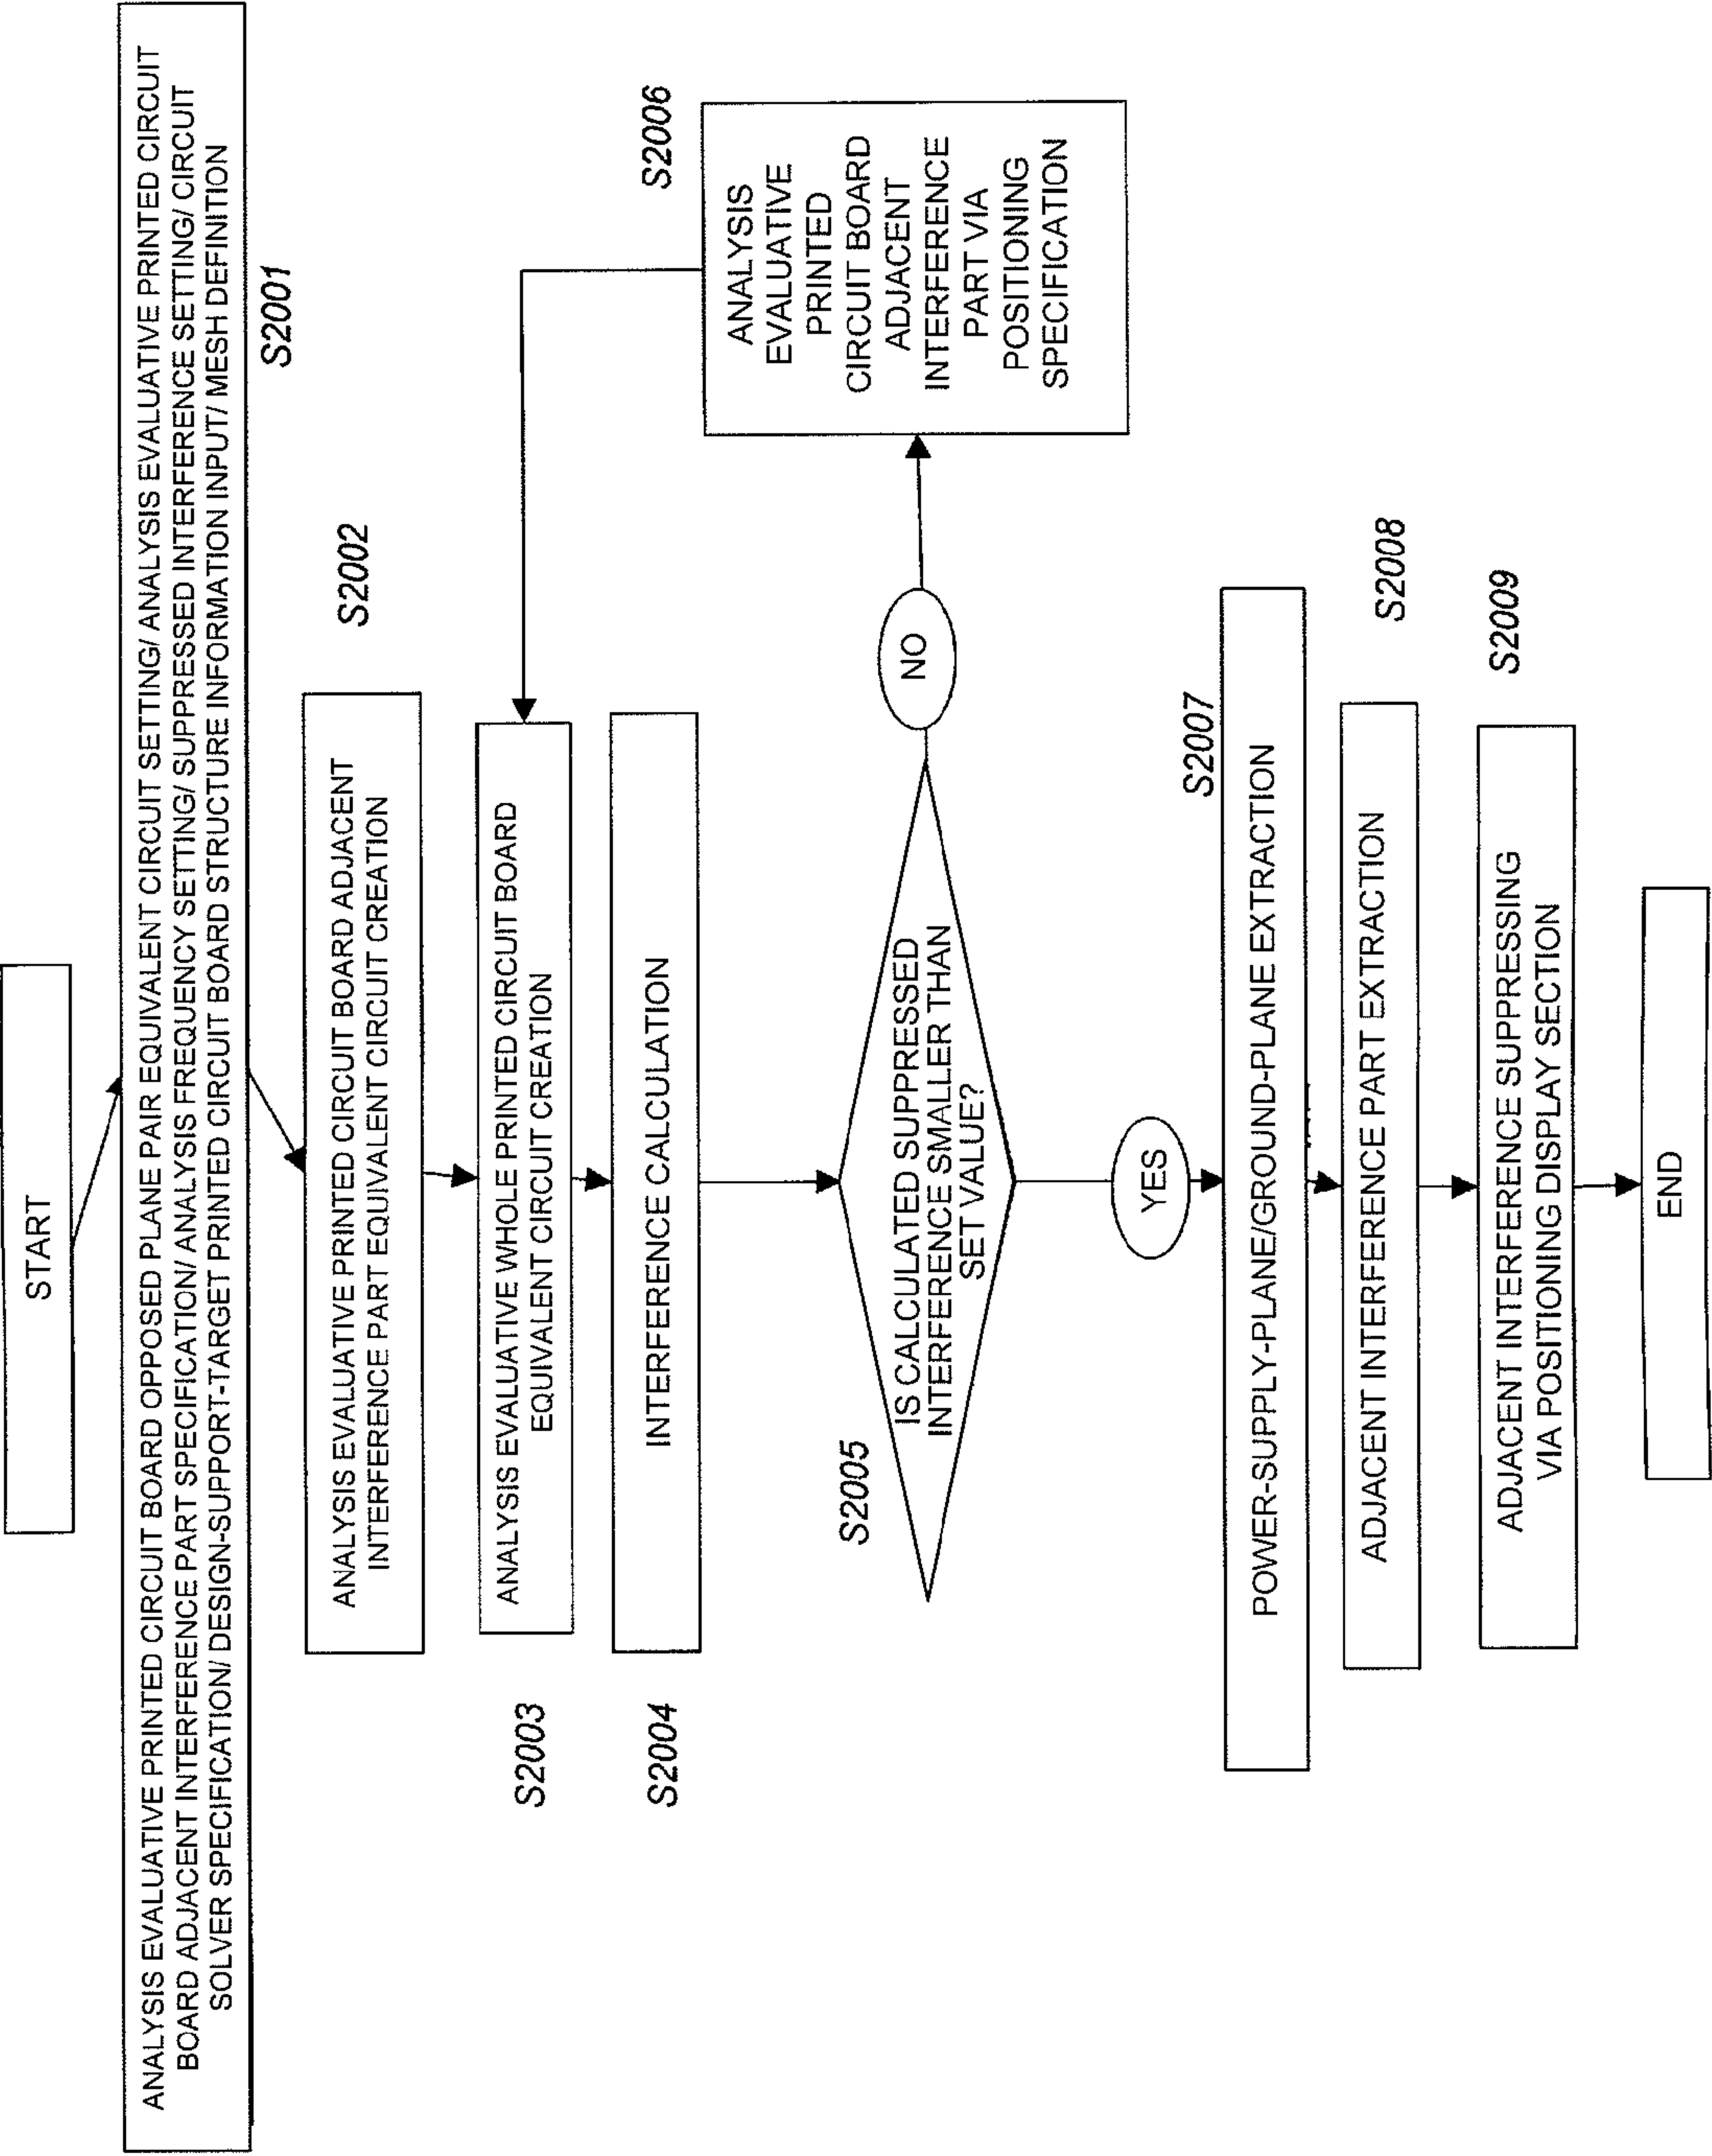 START
ANALYSIS EVALUATIVE PRINTED CIRCUIT BOARD OPPOSED PLANE PAIR EQUIVALENT CIRCUIT SETTING/ ANALYSIS EVALUATIVE PRINTED CIRCUIT
BOARD ADJACENT INTERFERENCE PART SPECIFICATION/ ANALYSIS FREQUENCY SETTING/ SUPPRESSED INTERFERENCE SETTING/ CIRCUIT
SOLVER SPECIFICATION/ DESIGN-SUPPORT-TARGET PRINTED CIRCUIT BOARD STRUCTURE INFORMATION INPUT/ MESH DEFINITION
S2001
S2002
ANALYSIS EVALUATIVE PRINTED CIRCUIT BOARD ADJACENT
INTERFERENCE PART EQUIVALENT CIRCUIT CREATION
S2003
ANALYSIS EVALUATIVE WHOLE PRINTED CIRCUIT BOARD
EQUIVALENT CIRCUIT CREATION
S2004
INTERFERENCE CALCULATION
S2005
IS CALCULATED SUPPRESSED
INTERFERENCE SMALLER THAN
SET VALUE?
NO
S2006
ANALYSIS
EVALUATIVE
PRINTED
CIRCUIT BOARD
ADJACENT
INTERFERENCE
PART VIA
POSITIONING
SPECIFICATION
YES
S2007
POWER-SUPPLY-PLANE/GROUND-PLANE EXTRACTION
S2008
ADJACENT INTERFERENCE PART EXTRACTION
S2009
ADJACENT INTERFERENCE SUPPRESSING
VIA POSITIONING DISPLAY SECTION
END